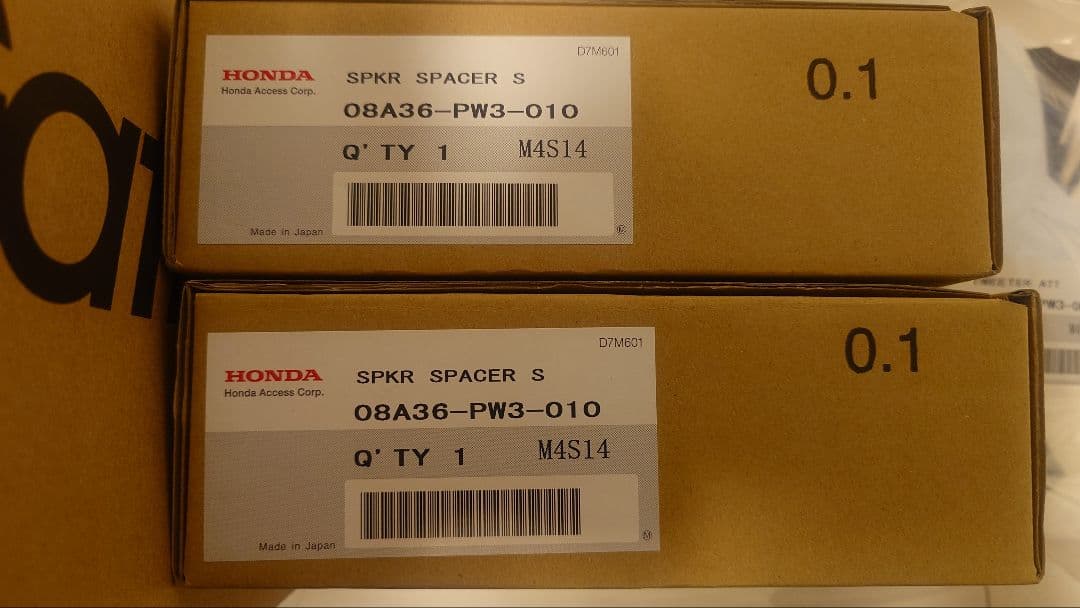 D7M601
HONDA
Honda Access Corp.
SPKR SPACER S
08A36-PW3-010
Q'TY 1 M4S14
Made in Japan
0.1
D7M601
HONDA
Honda Access Corp.
SPKR SPACER S
08A36-PW3-010
Q'TY 1 M4S14
Made in Japan
Ⓜ
0.1